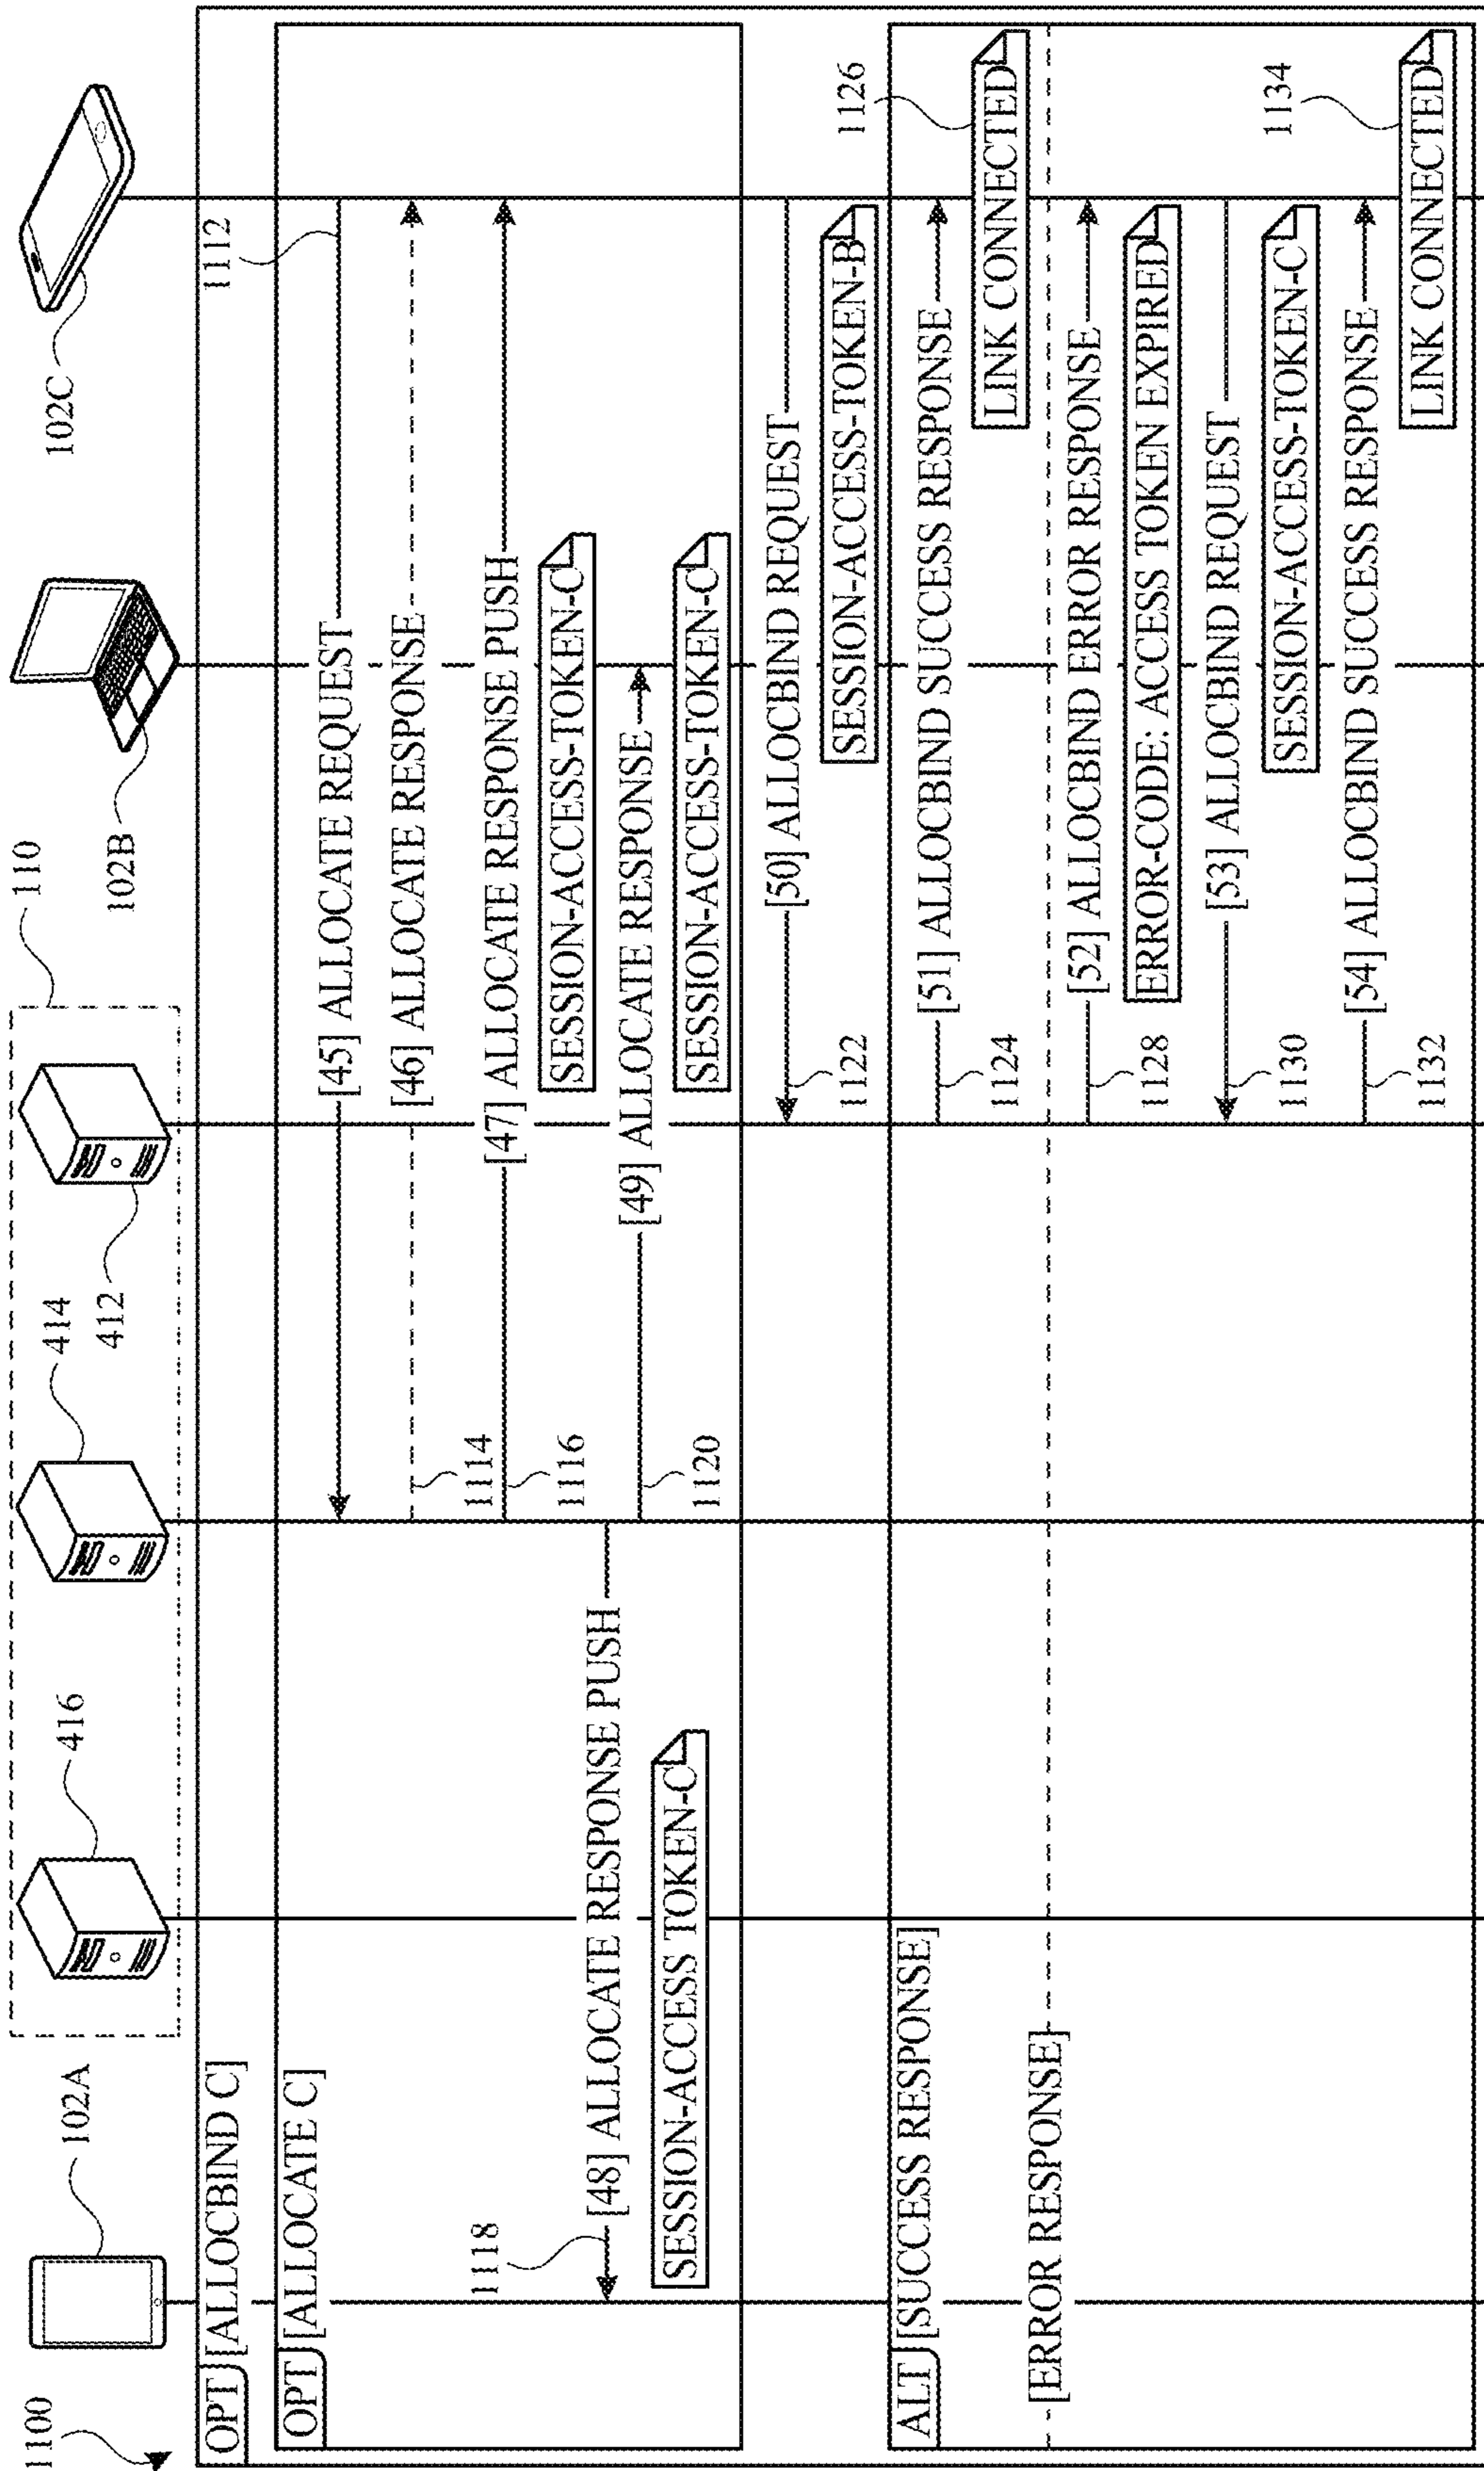 1100
102A
416
414
412
110
102B
102C
OPT [ALLOCBIND C]
OPT [ALLOCATE C]
1112
[45] ALLOCATE REQUEST
[46] ALLOCATE RESPONSE
1114
[47] ALLOCATE RESPONSE PUSH
1116
SESSION-ACCESS-TOKEN-C
1118
[48] ALLOCATE RESPONSE PUSH
SESSION-ACCESS TOKEN-C
[49] ALLOCATE RESPONSE
1120
SESSION-ACCESS-TOKEN-C
[50] ALLOCBIND REQUEST
1122
SESSION-ACCESS-TOKEN-B
1126
ALT [SUCCESS RESPONSE]
[51] ALLOCBIND SUCCESS RESPONSE
1124
LINK CONNECTED
[ERROR RESPONSE]
[52] ALLOCBIND ERROR RESPONSE
1128
ERROR-CODE: ACCESS TOKEN EXPIRED
[53] ALLOCBIND REQUEST
1130
SESSION-ACCESS-TOKEN-C
1134
[54] ALLOCBIND SUCCESS RESPONSE
1132
LINK CONNECTED